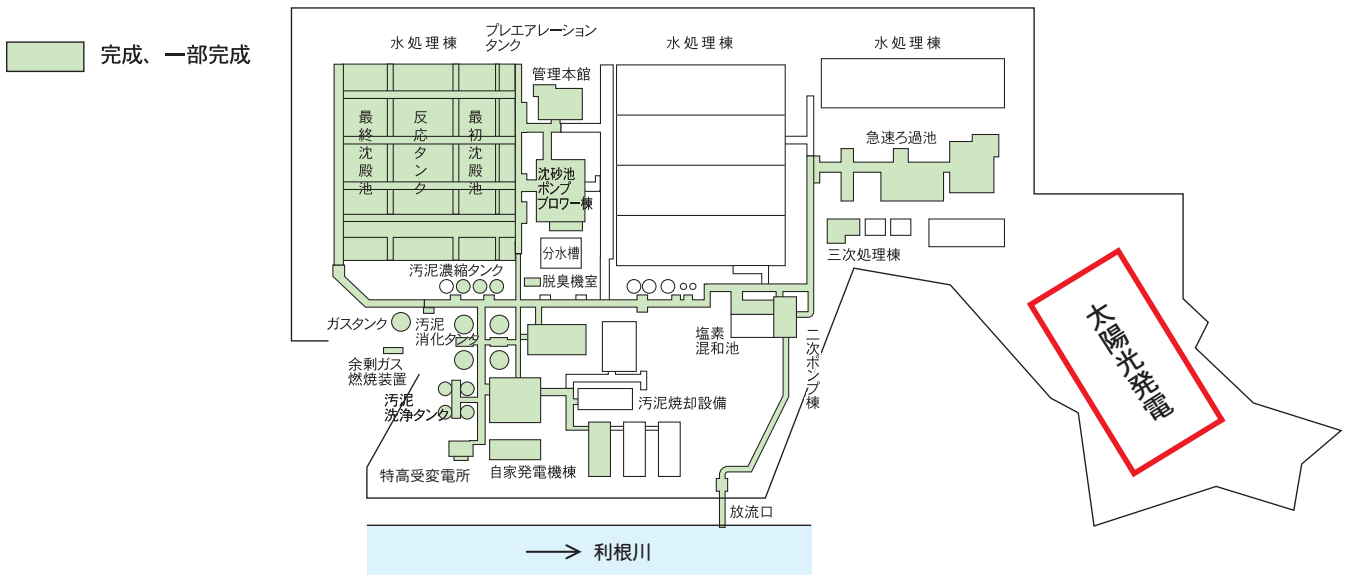 完成、一部完成
水処理棟
プレエアレーション
タンク
水処理棟
水処理棟
管理本館
最終沈殿池
反応タンク
最初沈殿池
急速ろ過池
沈砂池
ポンプ
ブロワー棟
分水槽
三次処理棟
汚泥濃縮タンク
脱臭機室
ガスタンク
汚泥
消化タンク
塩素
混和池
二次ポンプ棟
太陽光発電
余剰ガス
燃焼装置
汚泥
洗浄タンク
汚泥焼却設備
特高受変電所
自家発電機棟
放流口
利根川